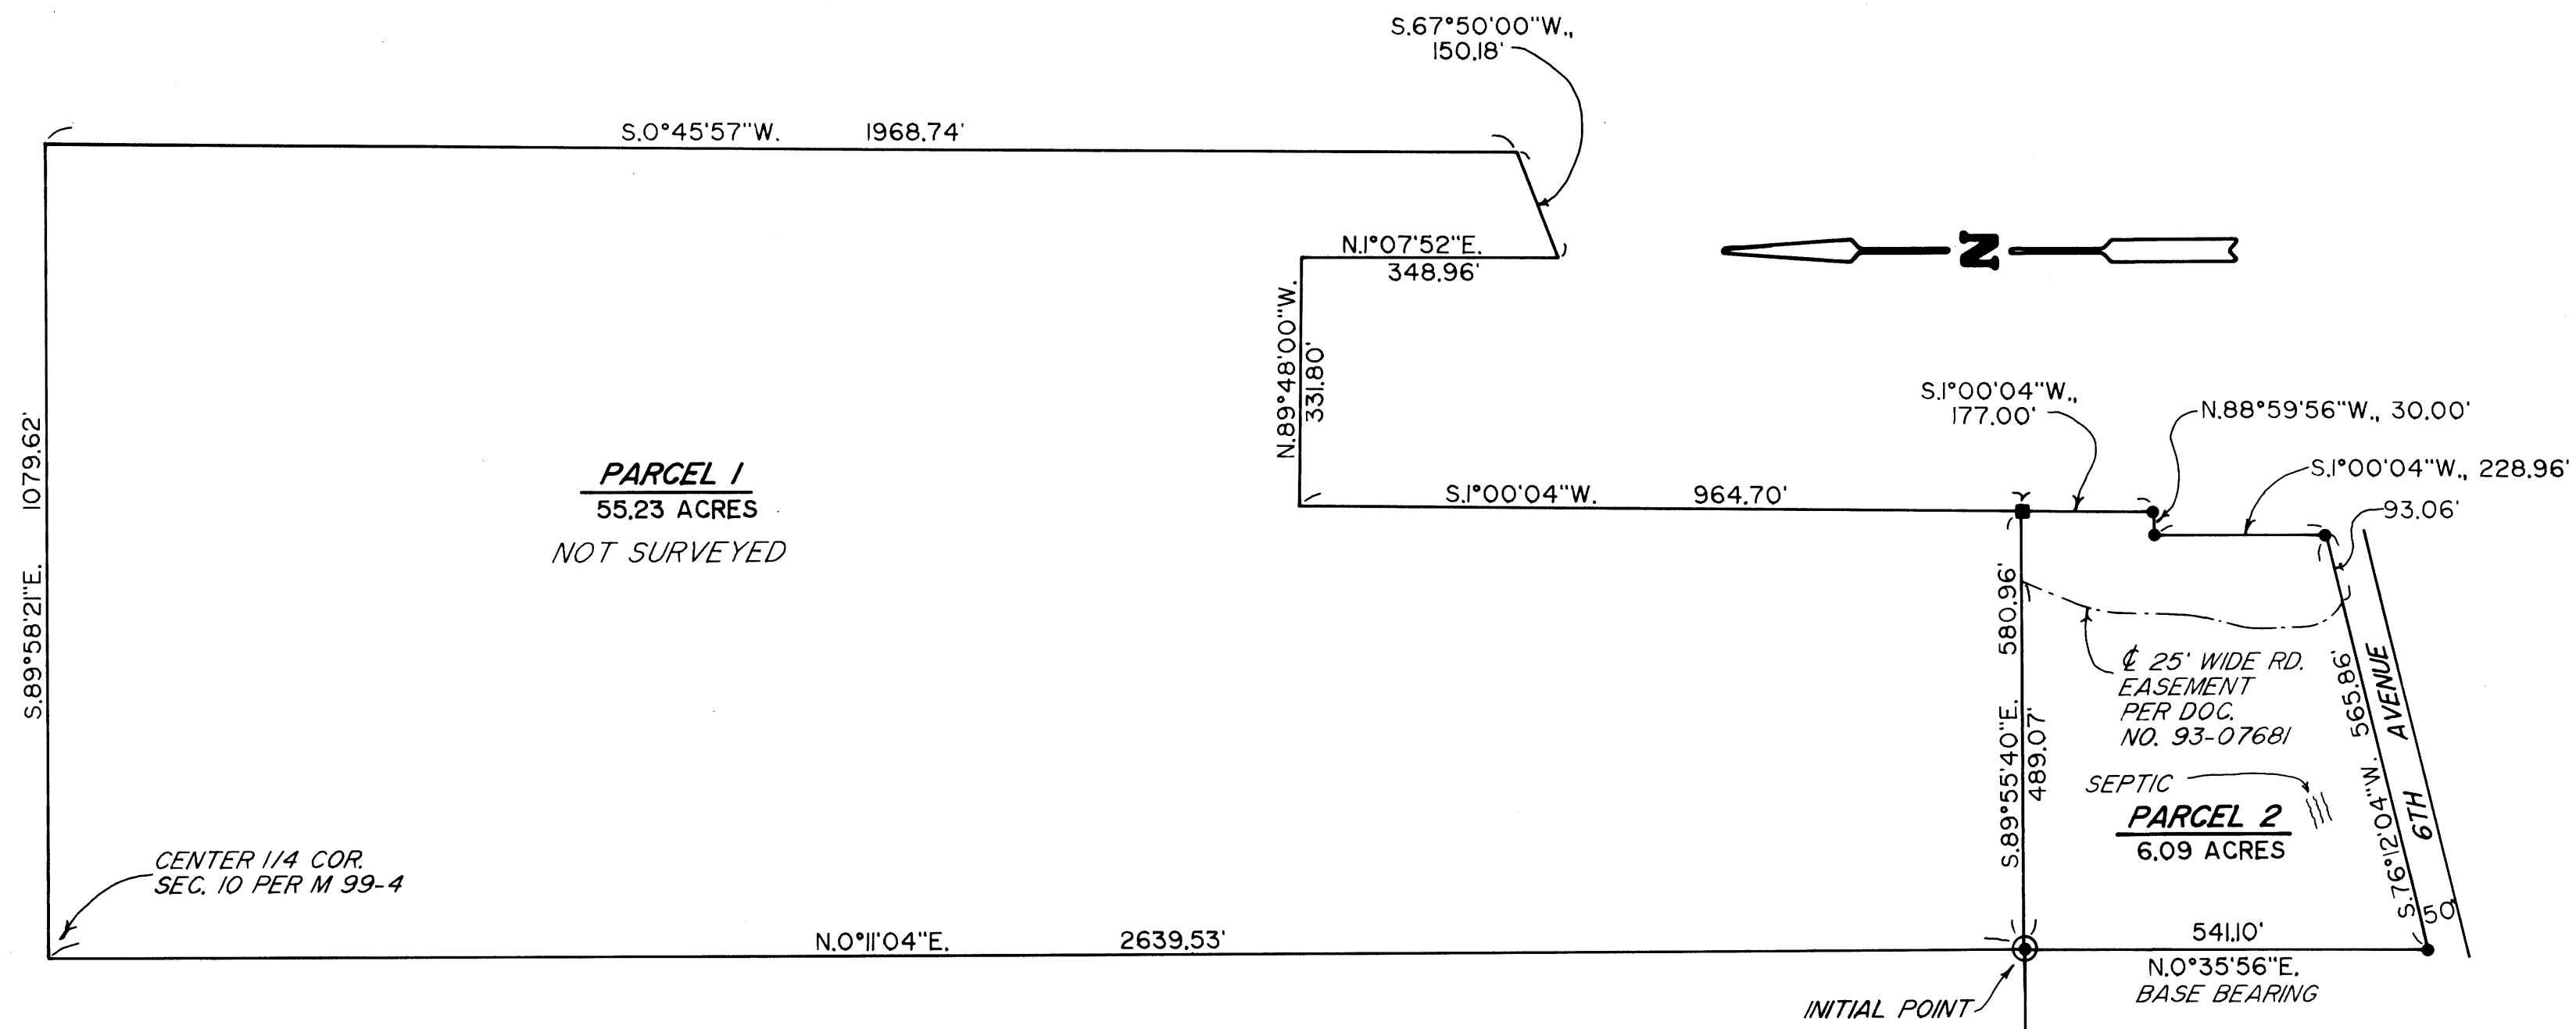 S.67°50'00"W.,
150.18'
S.0°45'57"W. 1968.74'
N.1°07'52"E.
348.96'
N
N.89°48'00"W.
331.80'
S.1°00'04"W.,
177.00'
N.88°59'56"W., 30.00'
S.1°00'04"W., 228.96'
93.06'
S.89°58'21"E. 1079.62'
PARCEL 1
55.23 ACRES
NOT SURVEYED
S.1°00'04"W. 964.70'
S.89°55'40"E. 580.96'
489.07'
℄ 25' WIDE RD.
EASEMENT
PER DOC.
NO. 93-07681
SEPTIC
PARCEL 2
6.09 ACRES
S.76°12'04"W. 565.86'
6TH AVENUE
50'
CENTER 1/4 COR.
SEC. 10 PER M 99-4
N.0°11'04"E. 2639.53'
541.10'
N.0°35'56"E.
BASE BEARING
INITIAL POINT